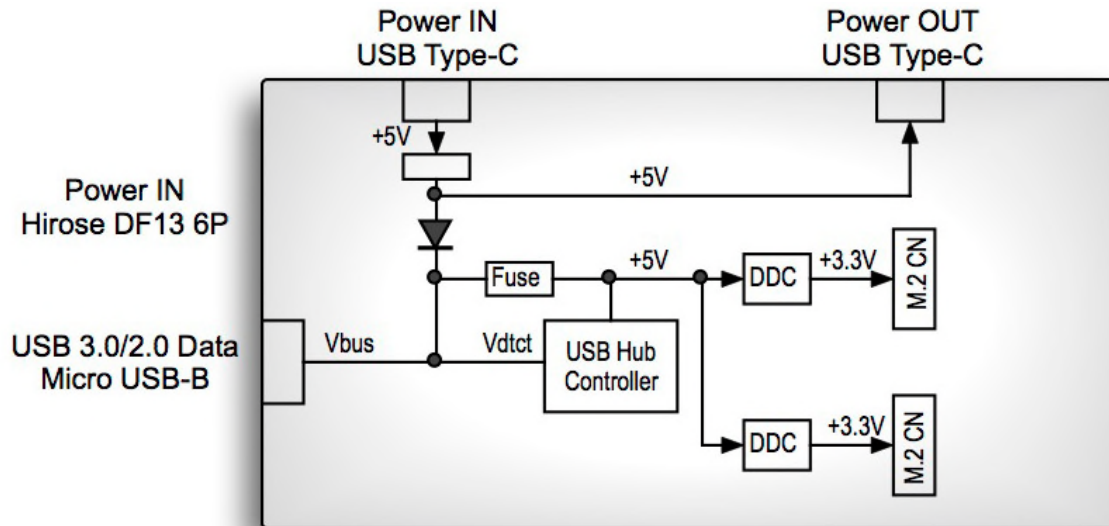 Power IN
USB Type-C
Power OUT
USB Type-C
+5V
+5V
Power IN
Hirose DF13 6P
Fuse
+5V
DDC
+3.3V
M.2 CN
USB 3.0/2.0 Data
Micro USB-B
Vbus
Vdtct
USB Hub
Controller
DDC
+3.3V
M.2 CN